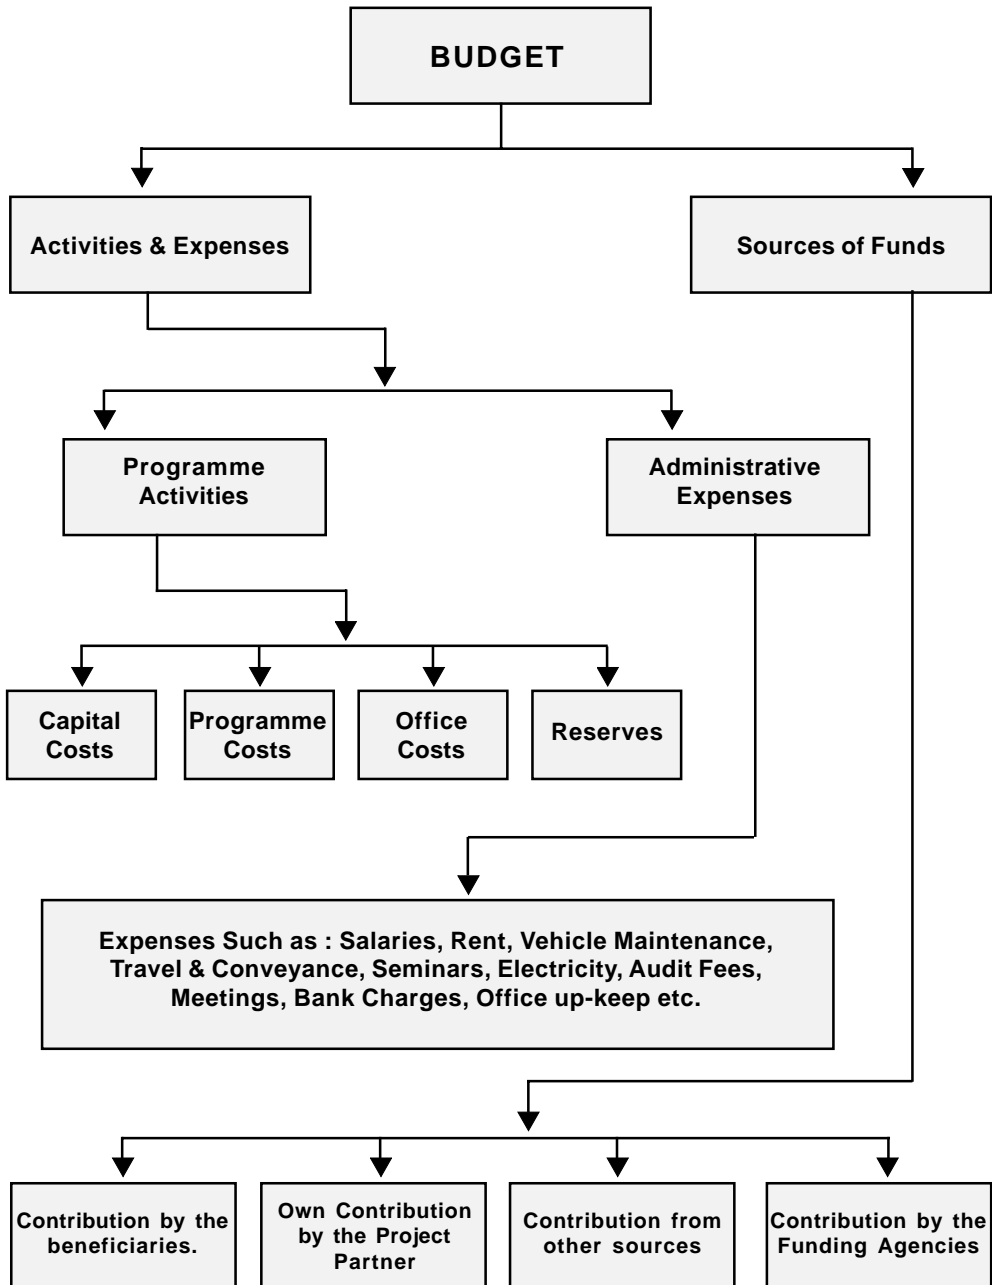 BUDGET
Activities & Expenses
Sources of Funds
Programme
Activities
Administrative
Expenses
Capital
Costs
Programme
Costs
Office
Costs
Reserves
Expenses Such as : Salaries, Rent, Vehicle Maintenance,
Travel & Conveyance, Seminars, Electricity, Audit Fees,
Meetings, Bank Charges, Office up-keep etc.
Contribution by the
beneficiaries.
Own Contribution
by the Project
Partner
Contribution from
other sources
Contribution by the
Funding Agencies